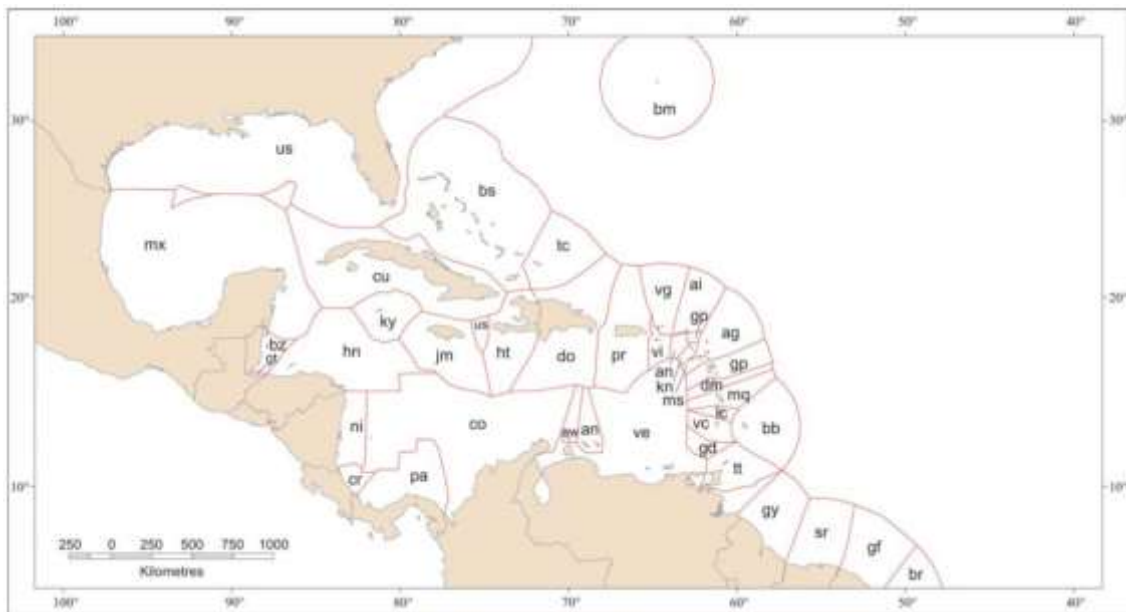 100° 90° 80° 70° 60° 50° 40°
bm
30° 30°
us
bs
mx
tc
cu
ai
vg
20° 20°
gp
ky
us
ag
bz
hn
jm
ht
do
pr
vi
gt
gp
an
dm
kn
mq
ms
lc
ni
co
aw
an
ve
vc
bb
gd
tt
cr
pa
10° 10°
gy
sr
gf
br
250 0 250 500 750 1000
Kilometres
100° 90° 80° 70° 60° 50° 40°